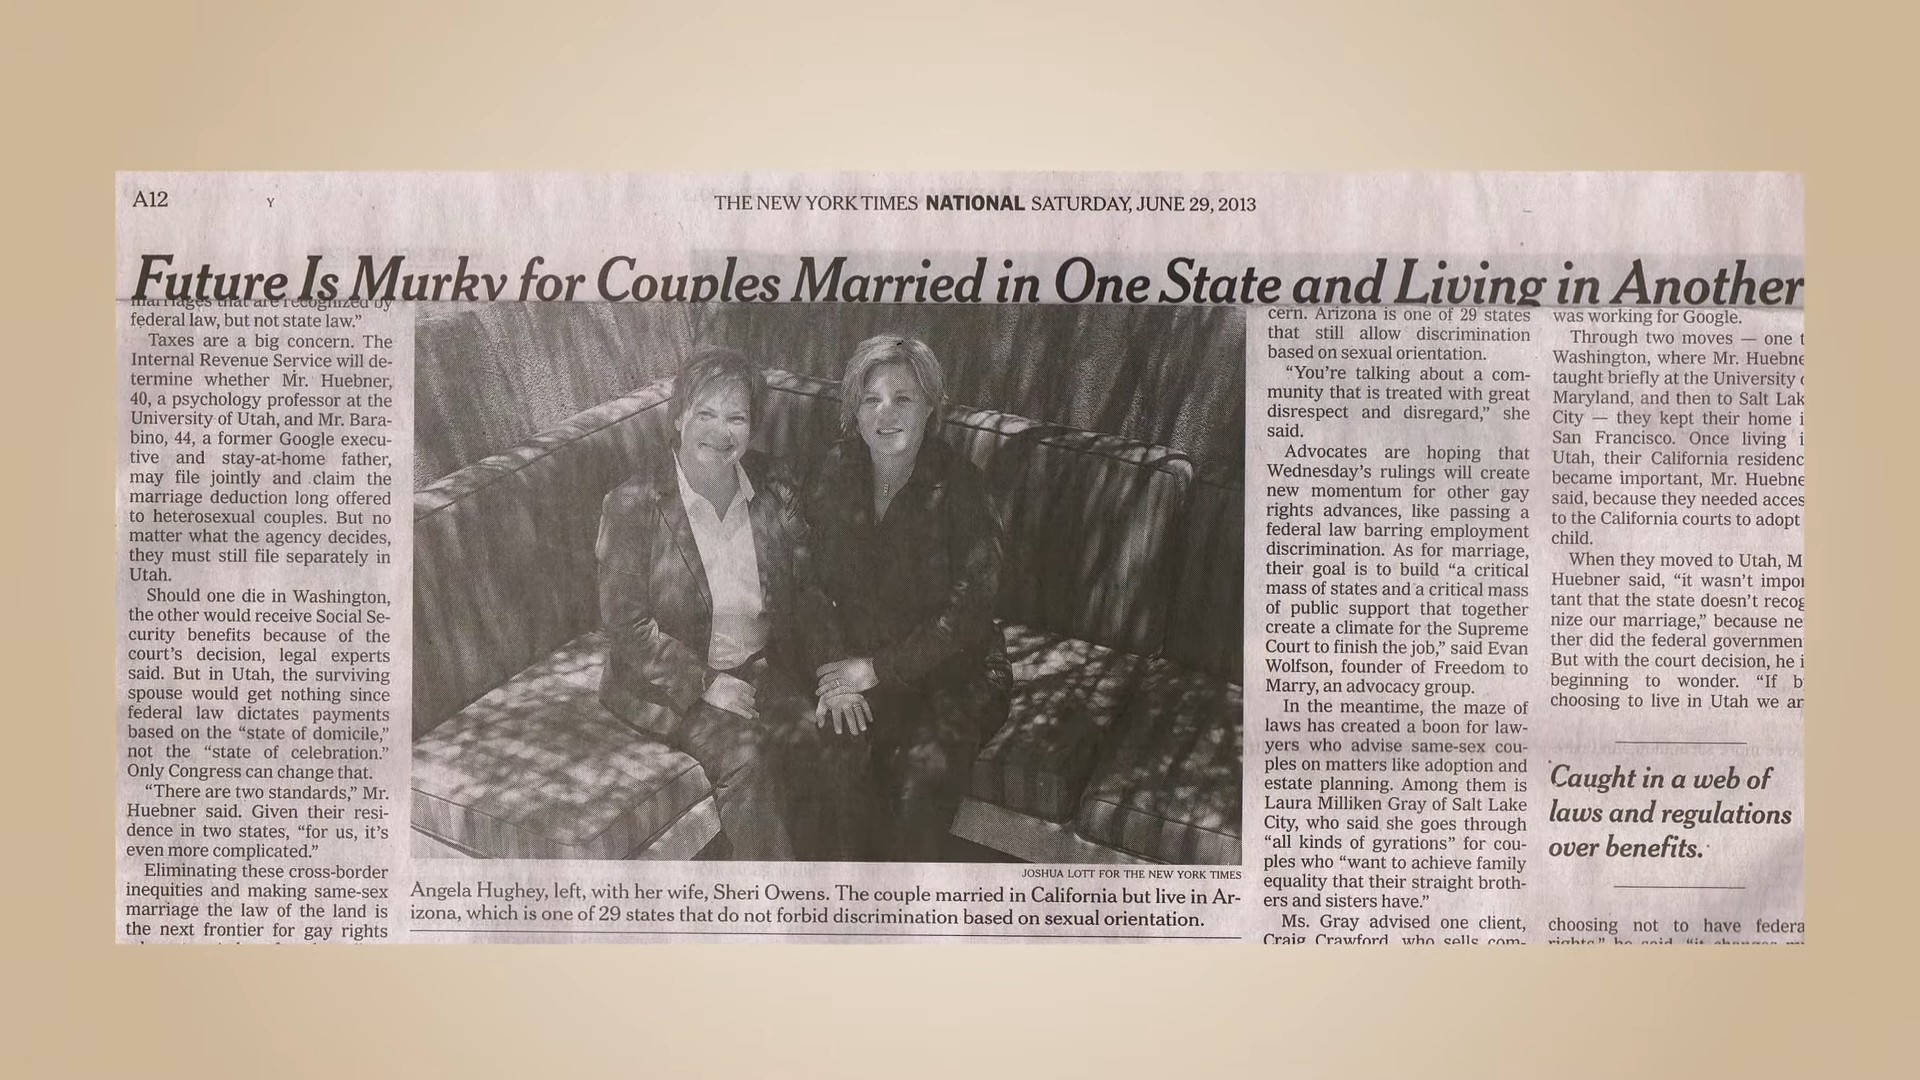 A12
Y
THE NEW YORK TIMES NATIONAL SATURDAY, JUNE 29, 2013
Future Is Murky for Couples Married in One State and Living in Another
marriages that are recognized by
federal law, but not state law.”
Taxes are a big concern. The
Internal Revenue Service will de-
termine whether Mr. Huebner,
40, a psychology professor at the
University of Utah, and Mr. Bara-
bino, 44, a former Google execu-
tive and stay-at-home father,
may file jointly and claim the
marriage deduction long offered
to heterosexual couples. But no
matter what the agency decides,
they must still file separately in
Utah.
Should one die in Washington,
the other would receive Social Se-
curity benefits because of the
court’s decision, legal experts
said. But in Utah, the surviving
spouse would get nothing since
federal law dictates payments
based on the “state of domicile,”
not the “state of celebration.”
Only Congress can change that.
“There are two standards,” Mr.
Huebner said. Given their resi-
dence in two states, “for us, it’s
even more complicated.”
Eliminating these cross-border
inequities and making same-sex
marriage the law of the land is
the next frontier for gay rights
JOSHUA LOTT FOR THE NEW YORK TIMES
Angela Hughey, left, with her wife, Sheri Owens. The couple married in California but live in Ar-
izona, which is one of 29 states that do not forbid discrimination based on sexual orientation.
cern. Arizona is one of 29 states
that still allow discrimination
based on sexual orientation.
“You’re talking about a com-
munity that is treated with great
disrespect and disregard,” she
said.
Advocates are hoping that
Wednesday’s rulings will create
new momentum for other gay
rights advances, like passing a
federal law barring employment
discrimination. As for marriage,
their goal is to build “a critical
mass of states and a critical mass
of public support that together
create a climate for the Supreme
Court to finish the job,” said Evan
Wolfson, founder of Freedom to
Marry, an advocacy group.
In the meantime, the maze of
laws has created a boon for law-
yers who advise same-sex cou-
ples on matters like adoption and
estate planning. Among them is
Laura Milliken Gray of Salt Lake
City, who said she goes through
“all kinds of gyrations” for cou-
ples who “want to achieve family
equality that their straight broth-
ers and sisters have.”
Ms. Gray advised one client,
Craig Crawford, who sells com-
was working for Google.
Through two moves — one t
Washington, where Mr. Huebne
taught briefly at the University
Maryland, and then to Salt Lak
City — they kept their home i
San Francisco. Once living i
Utah, their California residenc
became important, Mr. Huebne
said, because they needed acces
to the California courts to adopt
child.
When they moved to Utah, M
Huebner said, “it wasn’t impor
tant that the state doesn’t recog
nize our marriage,” because ne
ther did the federal governmen
But with the court decision, he i
beginning to wonder. “If b
choosing to live in Utah we ar
Caught in a web of
laws and regulations
over benefits.
choosing not to have federa